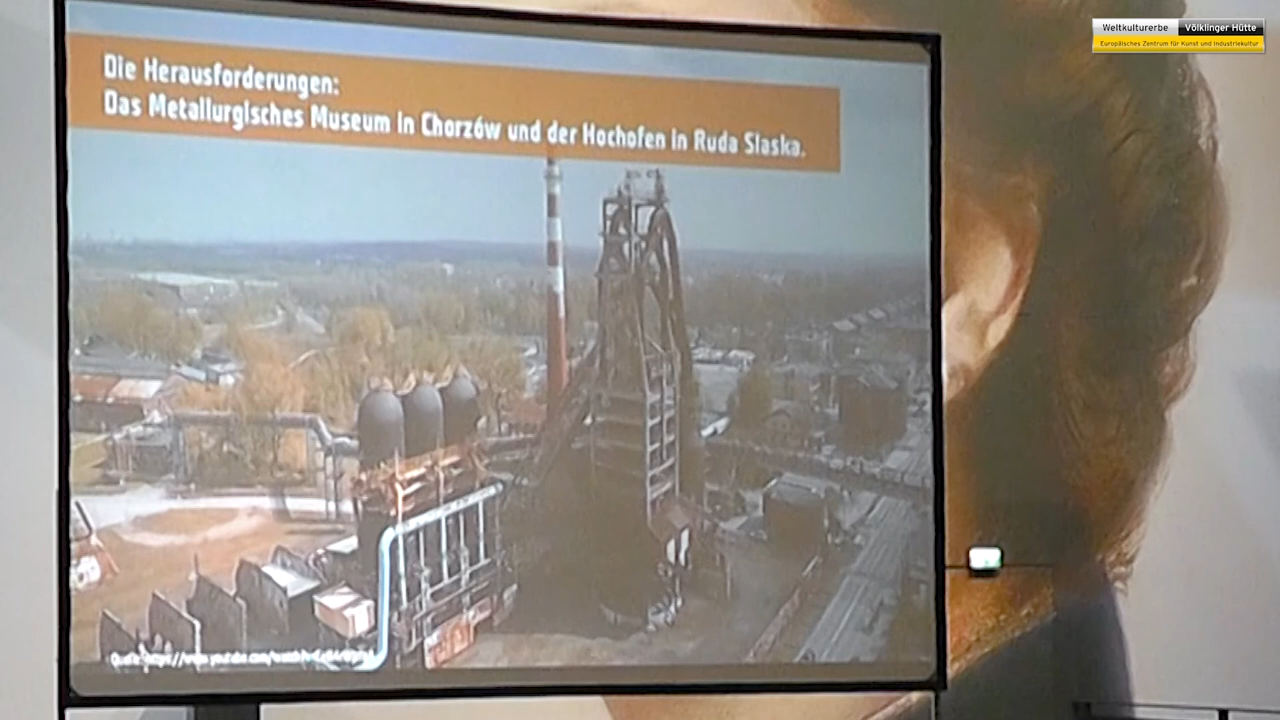 Weltkulturerbe Völklinger Hütte
Europäisches Zentrum für Kunst und Industriekultur
Die Herausforderungen:
Das Metallurgisches Museum in Chorzów und der Hochofen in Ruda Slaska.
Quelle: